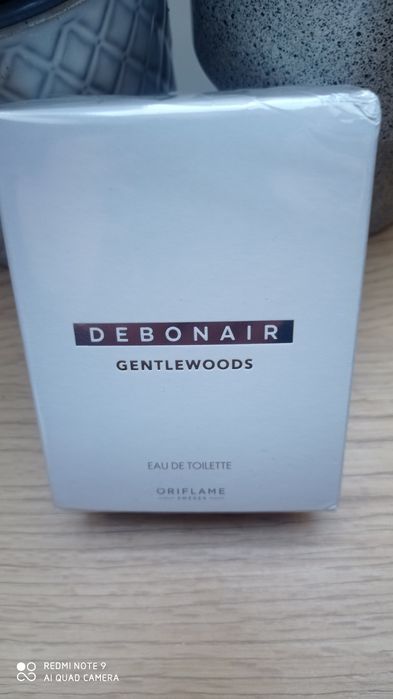 DEBONAIR
GENTLEWOODS
EAU DE TOILETTE
ORIFLAME
SWEDEN
REDMI NOTE 9
AI QUAD CAMERA